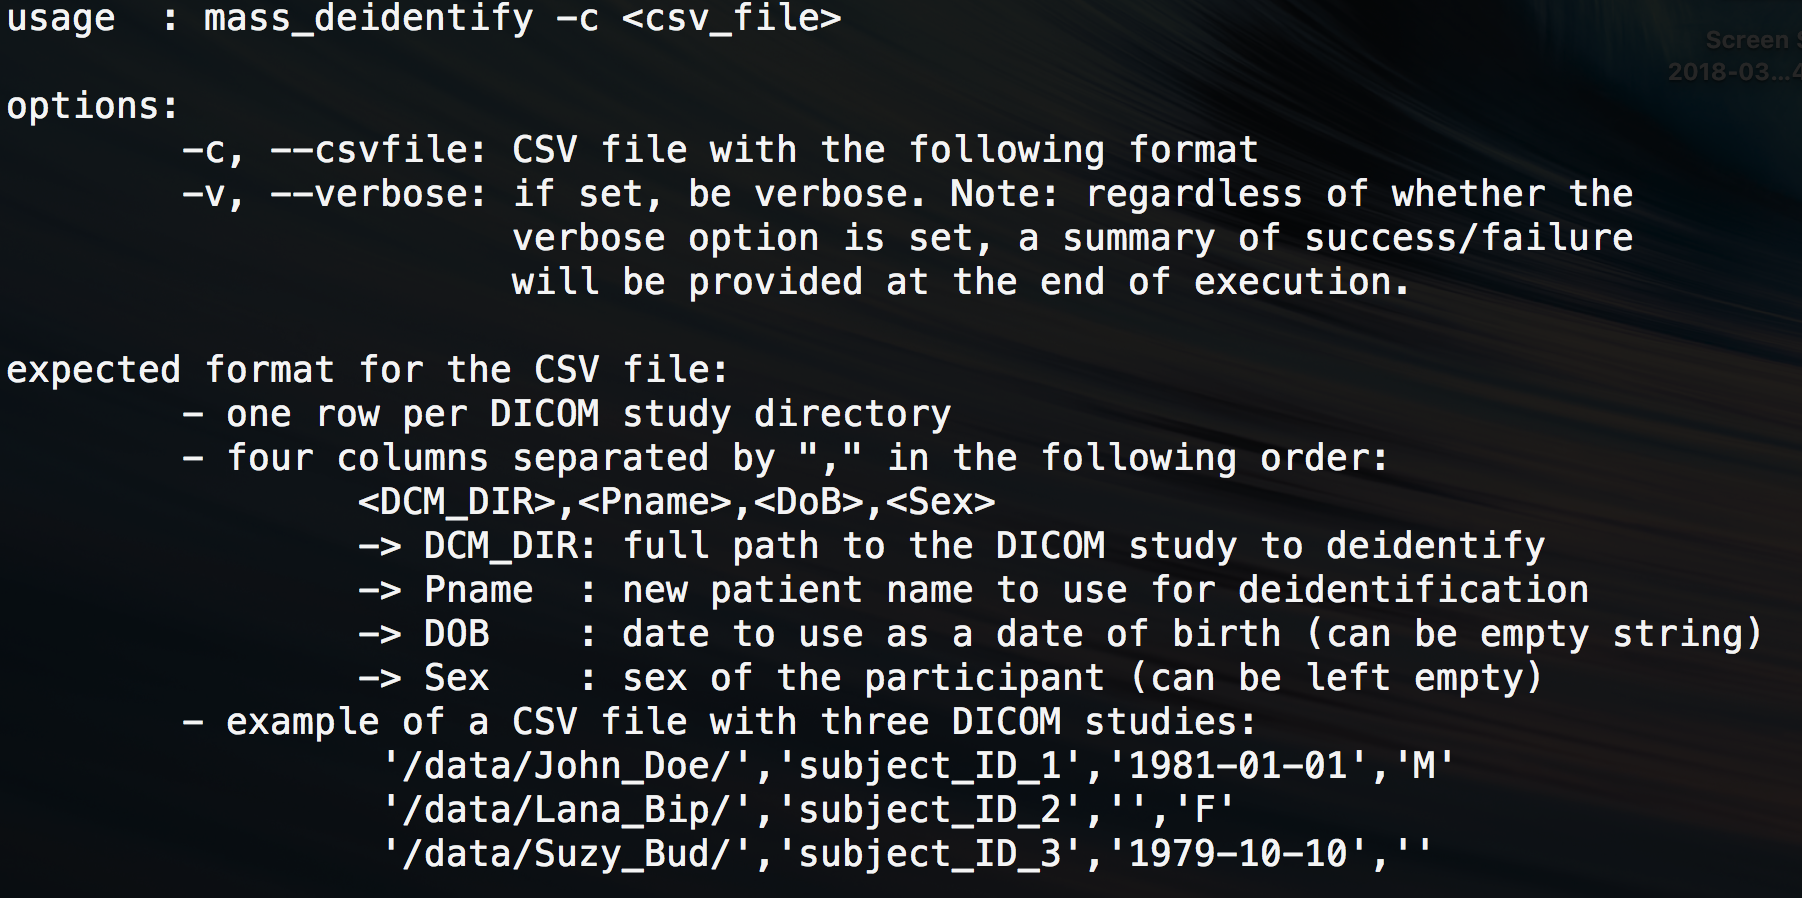 usage  : mass_deidentify -c <csv_file>
Screen
2018-03...4
options:
-c, --csvfile: CSV file with the following format
-v, --verbose: if set, be verbose. Note: regardless of whether the
verbose option is set, a summary of success/failure
will be provided at the end of execution.
expected format for the CSV file:
- one row per DICOM study directory
- four columns separated by "," in the following order:
<DCM_DIR>,<Pname>,<DoB>,<Sex>
-> DCM_DIR: full path to the DICOM study to deidentify
-> Pname  : new patient name to use for deidentification
-> DOB    : date to use as a date of birth (can be empty string)
-> Sex    : sex of the participant (can be left empty)
- example of a CSV file with three DICOM studies:
'/data/John_Doe/','subject_ID_1','1981-01-01','M'
'/data/Lana_Bip/','subject_ID_2','','F'
'/data/Suzy_Bud/','subject_ID_3','1979-10-10',''